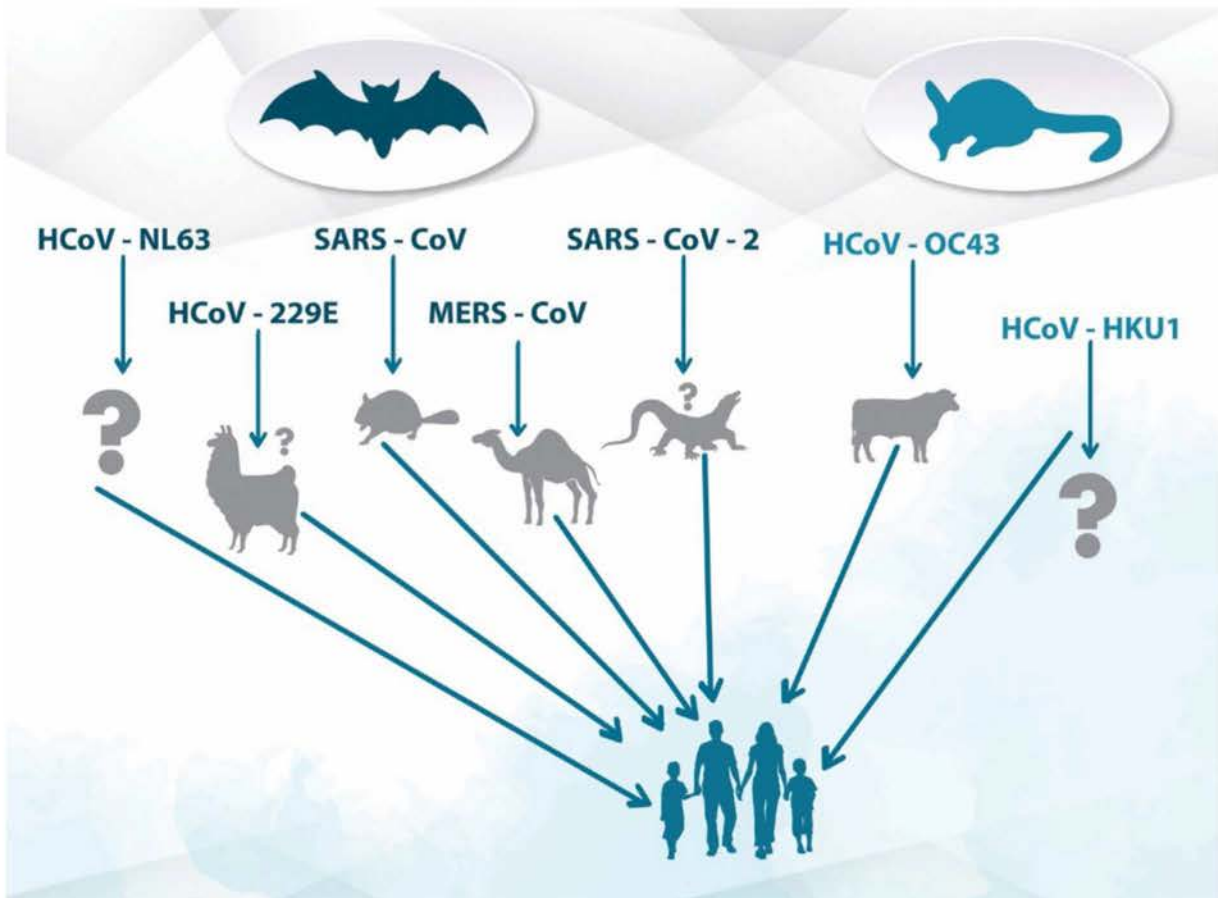 HCoV - NL63
SARS - CoV
SARS - CoV - 2
HCoV - OC43
HCoV - 229E
MERS - CoV
HCoV - HKU1
?
?
?
?